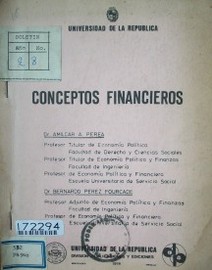 UNIVERSIDAD DE LA REPUBLICA
BOLETIN
Nº
28
CONCEPTOS FINANCIEROS
Dr AMILCAR A. PEREA
Profesor Titular de Economía Política
Facultad de Derecho y Ciencias Sociales
Profesor Titular de Economía Política y Finanzas
Facultad de Ingeniería
Profesor de Economía Política y Finanzas
Escuela Universitaria de Servicio Social
Dr BERNARDO PEREZ FOURCADE
Profesor Adjunto de Economía Política y Finanzas
Facultad de Ingeniería
Profesor de Economía Política y Finanzas
Escuela Universitaria de Servicio Social
172294
UNIVERSIDAD DE LA REPUBLICA